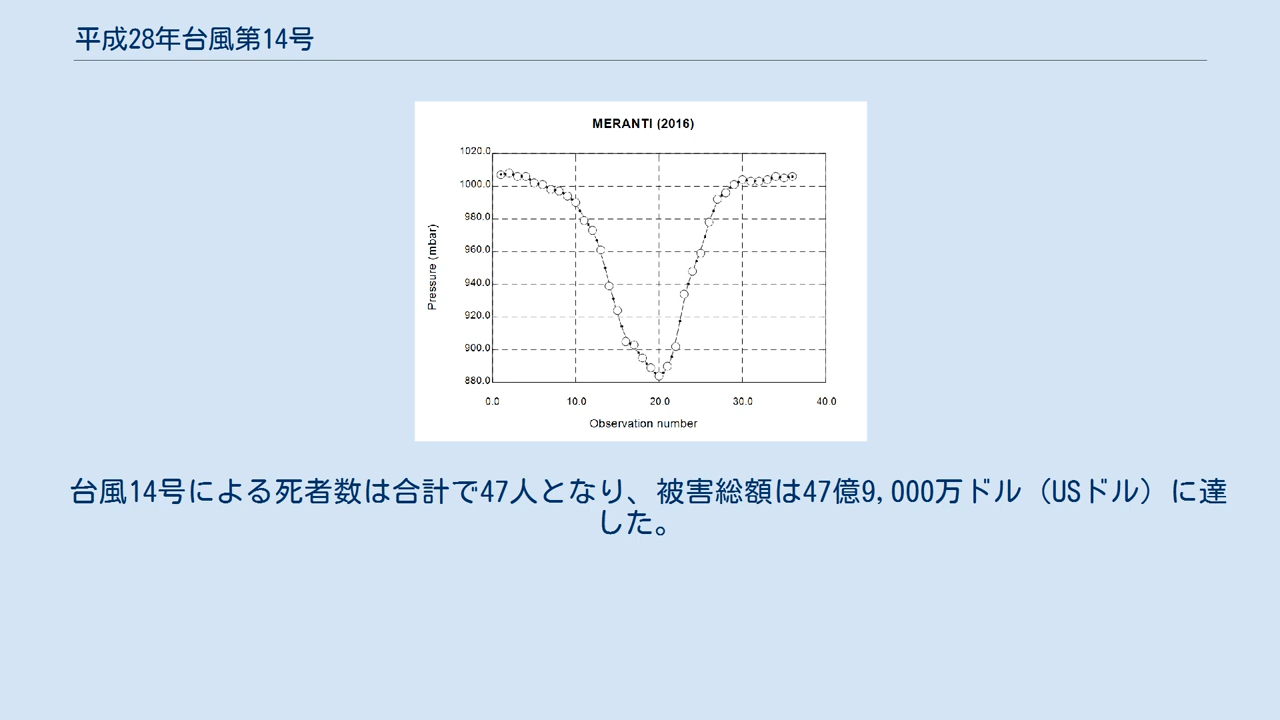 平成28年台風第14号
MERANTI (2016)
1020.0
1000.0
980.0
960.0
940.0
920.0
900.0
880.0
Pressure (mbar)
0.0 10.0 20.0 30.0 40.0
Observation number
台風14号による死者数は合計で47人となり、被害総額は47億9,000万ドル（USドル）に達
した。